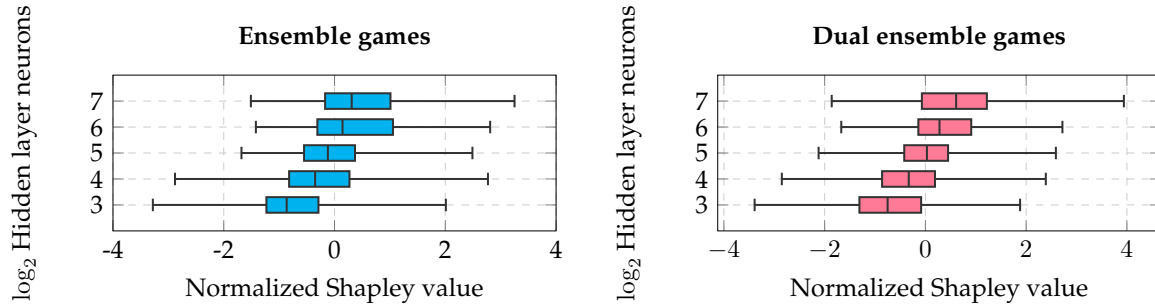 Ensemble games
log₂ Hidden layer neurons
7
6
5
4
3
-4 -2 0 2 4
Normalized Shapley value
Dual ensemble games
log₂ Hidden layer neurons
7
6
5
4
3
−4 −2 0 2 4
Normalized Shapley value